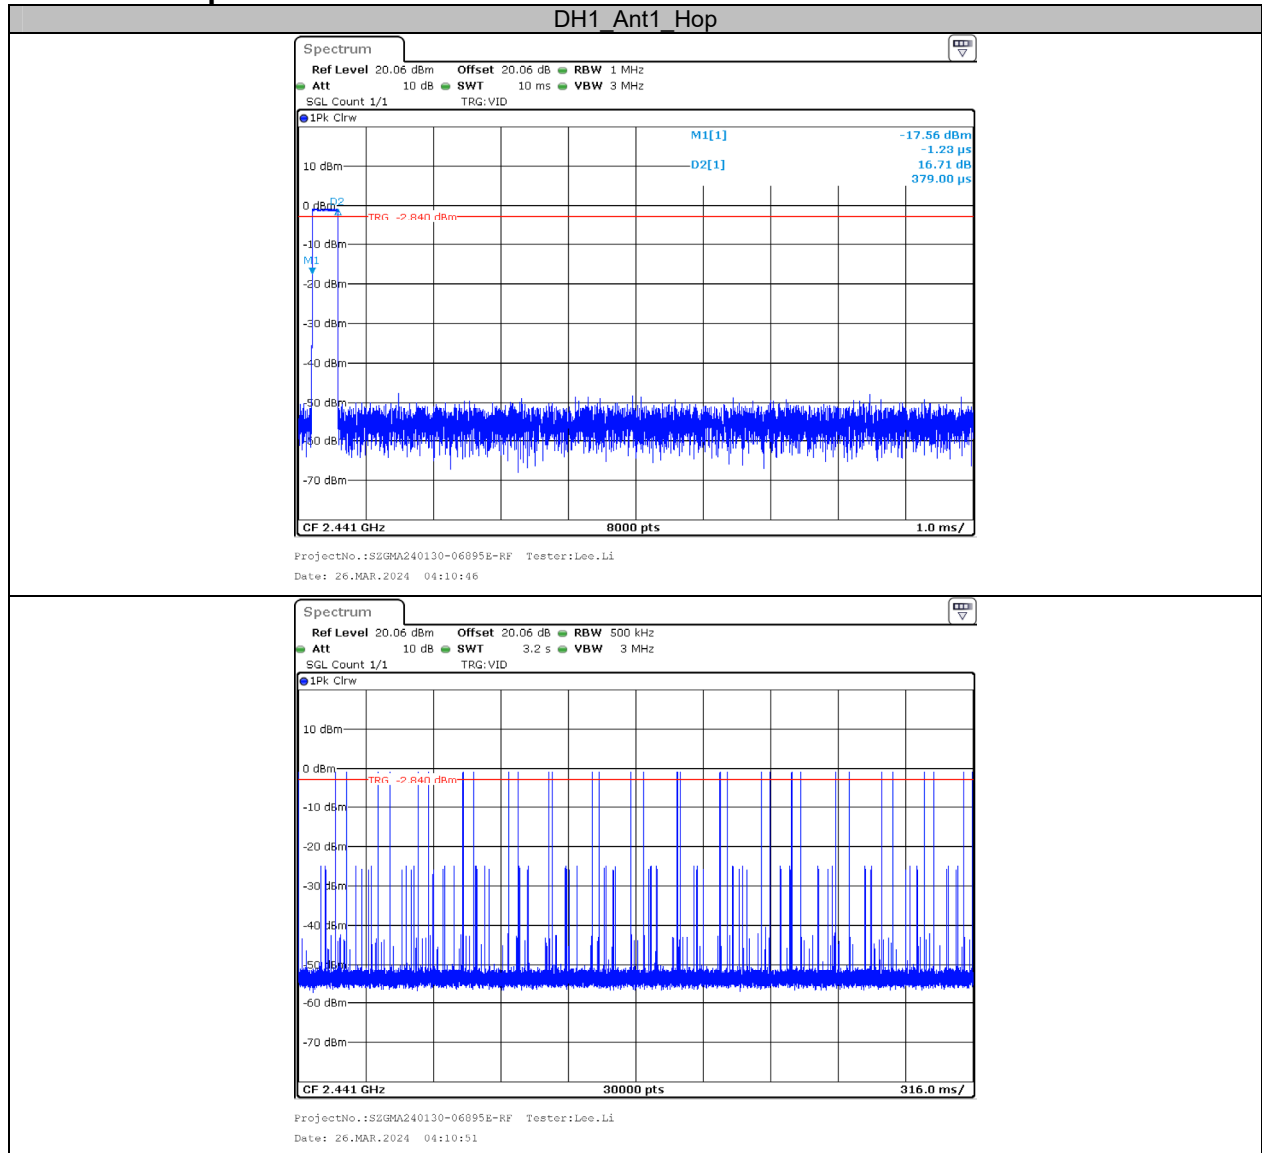 DH1_Ant1_Hop
Spectrum
Ref Level 20.06 dBm Offset 20.06 dB RBW 1 MHz
Att 10 dB SWT 10 ms VBW 3 MHz
SGL Count 1/1 TRG:VID
1Pk Clrw
M1[1] -17.56 dBm
-1.23 µs
10 dBm D2[1] 16.71 dB
379.00 µs
0 dBm D2
TRG -2.840 dBm
-10 dBm
M1
-20 dBm
-30 dBm
-40 dBm
-50 dBm
-60 dBm
-70 dBm
CF 2.441 GHz 8000 pts 1.0 ms/
ProjectNo.:SZGMA240130-06895E-RF Tester:Lee.Li
Date: 26.MAR.2024 04:10:46
Spectrum
Ref Level 20.06 dBm Offset 20.06 dB RBW 500 kHz
Att 10 dB SWT 3.2 s VBW 3 MHz
SGL Count 1/1 TRG:VID
1Pk Clrw
10 dBm
0 dBm
TRG -2.840 dBm
-10 dBm
-20 dBm
-30 dBm
-40 dBm
-50 dBm
-60 dBm
-70 dBm
CF 2.441 GHz 30000 pts 316.0 ms/
ProjectNo.:SZGMA240130-06895E-RF Tester:Lee.Li
Date: 26.MAR.2024 04:10:51